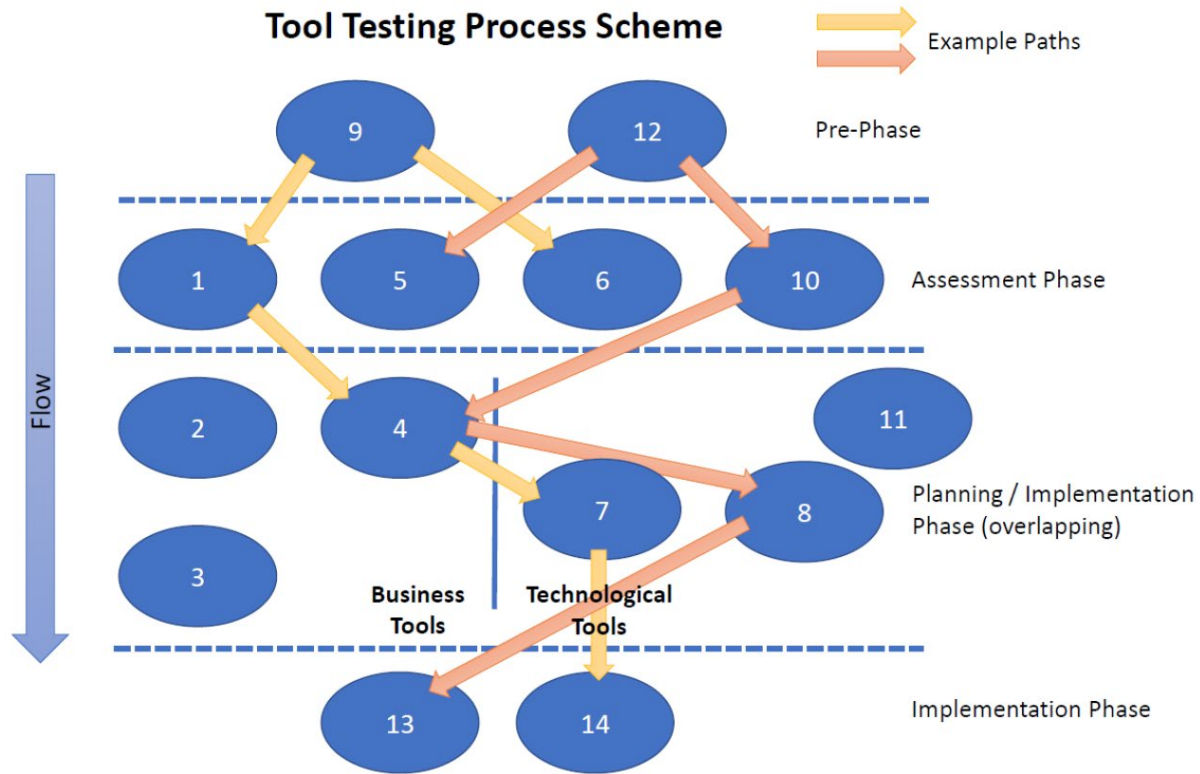 Tool Testing Process Scheme
Example Paths
9
12
Pre-Phase
1
5
6
10
Assessment Phase
Flow
2
4
11
7
8
Planning / Implementation
Phase (overlapping)
3
Business
Tools
Technological
Tools
13
14
Implementation Phase